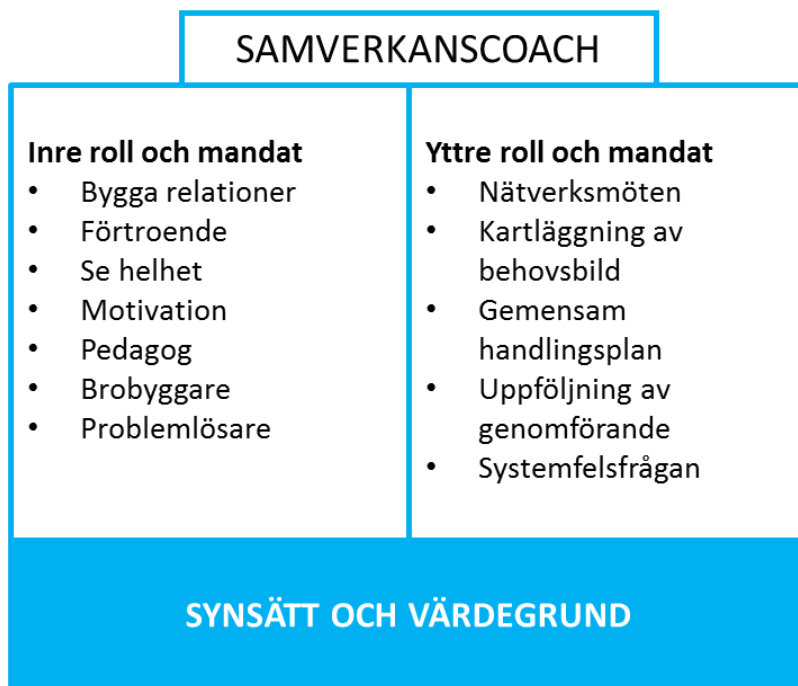 SAMVERKANSCOACH
Inre roll och mandat
• Bygga relationer
• Förtroende
• Se helhet
• Motivation
• Pedagog
• Brobyggare
• Problemlösare
Yttre roll och mandat
• Nätverksmöten
• Kartläggning av
behovsbild
• Gemensam
handlingsplan
• Uppföljning av
genomförande
• Systemfelsfrågan
SYNSÄTT OCH VÄRDEGRUND